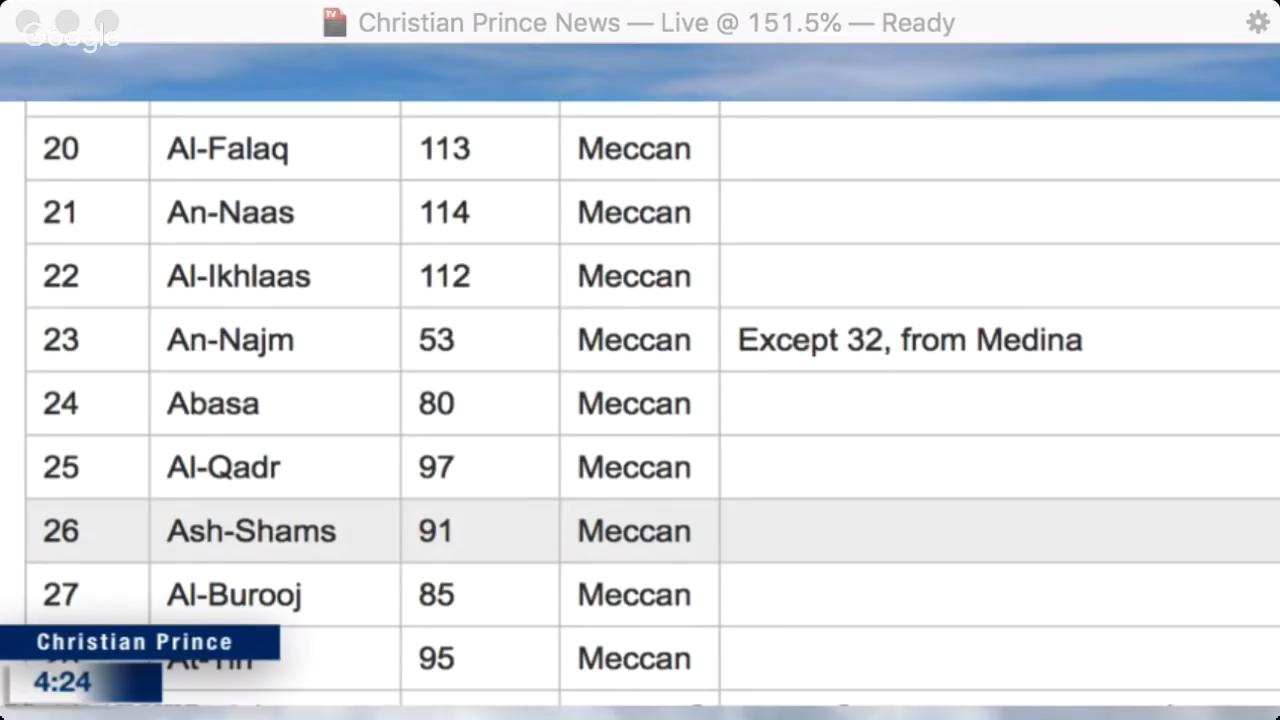 Christian Prince News — Live @ 151.5% — Ready
Google
20 Al-Falaq 113 Meccan
21 An-Naas 114 Meccan
22 Al-Ikhlaas 112 Meccan
23 An-Najm 53 Meccan Except 32, from Medina
24 Abasa 80 Meccan
25 Al-Qadr 97 Meccan
26 Ash-Shams 91 Meccan
27 Al-Burooj 85 Meccan
95 Meccan
Christian Prince
4:24